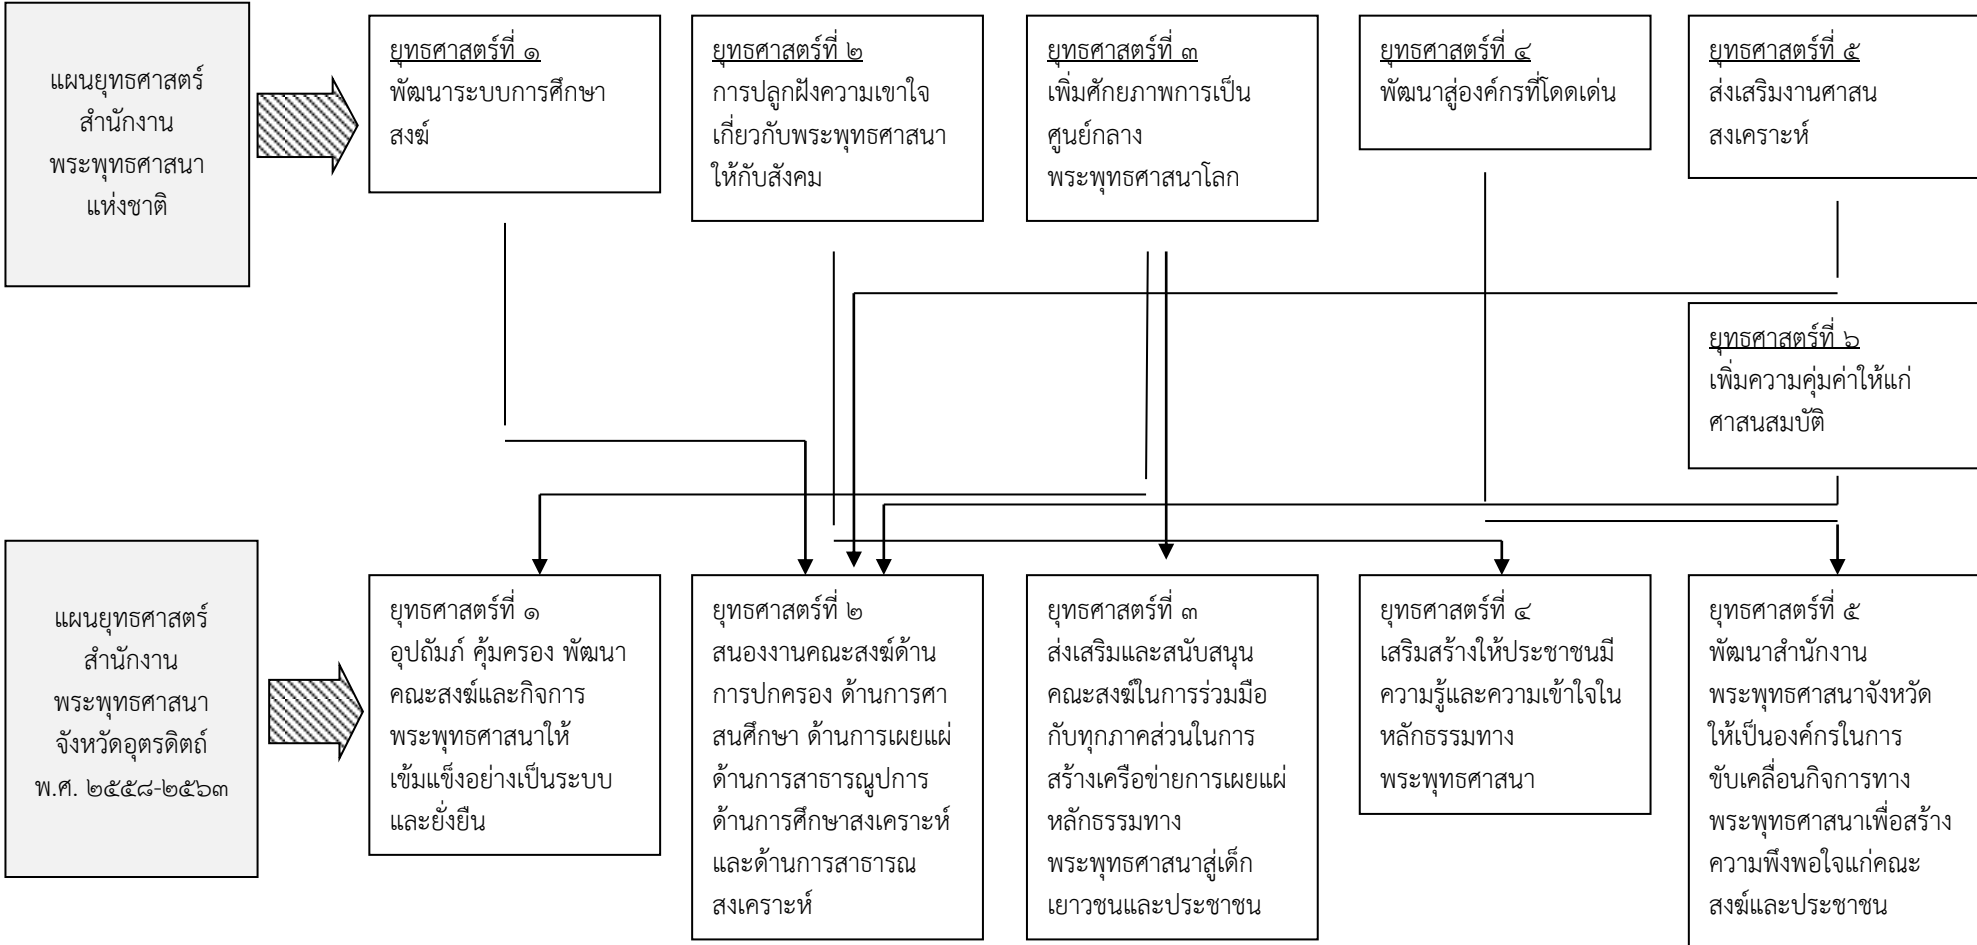 แผนยุทธศาสตร์
สำนักงาน
พระพุทธศาสนา
แห่งชาติ
ยุทธศาสตร์ที่ ๑
พัฒนาระบบการศึกษา
สงฆ์
ยุทธศาสตร์ที่ ๒
การปลูกฝังความเขาใจ
เกี่ยวกับพระพุทธศาสนา
ให้กับสังคม
ยุทธศาสตร์ที่ ๓
เพิ่มศักยภาพการเป็น
ศูนย์กลาง
พระพุทธศาสนาโลก
ยุทธศาสตร์ที่ ๔
พัฒนาสู่องค์กรที่โดดเด่น
ยุทธศาสตร์ที่ ๕
ส่งเสริมงานศาสน
สงเคราะห์
ยุทธศาสตร์ที่ ๖
เพิ่มความคุ่มค่าให้แก่
ศาสนสมบัติ
แผนยุทธศาสตร์
สำนักงาน
พระพุทธศาสนา
จังหวัดอุตรดิตถ์
พ.ศ. ๒๕๕๘-๒๕๖๓
ยุทธศาสตร์ที่ ๑
อุปถัมภ์ คุ้มครอง พัฒนา
คณะสงฆ์และกิจการ
พระพุทธศาสนาให้
เข้มแข็งอย่างเป็นระบบ
และยั่งยืน
ยุทธศาสตร์ที่ ๒
สนองงานคณะสงฆ์ด้าน
การปกครอง ด้านการศา
สนศึกษา ด้านการเผยแผ่
ด้านการสาธารณูปการ
ด้านการศึกษาสงเคราะห์
และด้านการสาธารณ
สงเคราะห์
ยุทธศาสตร์ที่ ๓
ส่งเสริมและสนับสนุน
คณะสงฆ์ในการร่วมมือ
กับทุกภาคส่วนในการ
สร้างเครือข่ายการเผยแผ่
หลักธรรมทาง
พระพุทธศาสนาสู่เด็ก
เยาวชนและประชาชน
ยุทธศาสตร์ที่ ๔
เสริมสร้างให้ประชาชนมี
ความรู้และความเข้าใจใน
หลักธรรมทาง
พระพุทธศาสนา
ยุทธศาสตร์ที่ ๕
พัฒนาสำนักงาน
พระพุทธศาสนาจังหวัด
ให้เป็นองค์กรในการ
ขับเคลื่อนกิจการทาง
พระพุทธศาสนาเพื่อสร้าง
ความพึงพอใจแก่คณะ
สงฆ์และประชาชน